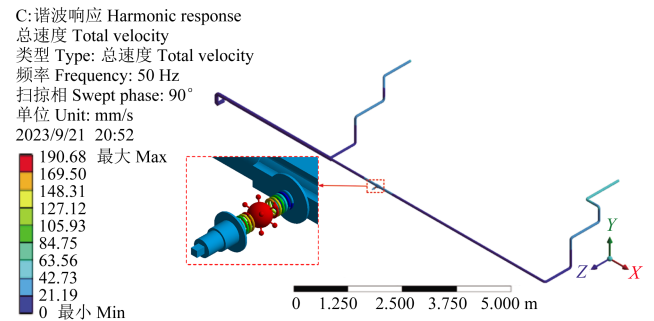 C:谐波响应 Harmonic response
总速度 Total velocity
类型 Type: 总速度 Total velocity
频率 Frequency: 50 Hz
扫掠相 Swept phase: 90°
单位 Unit: mm/s
2023/9/21 20:52
190.68 最大 Max
169.50
148.31
127.12
105.93
84.75
63.56
42.73
21.19
0 最小 Min
Y
Z X
0 1.250 2.500 3.750 5.000 m